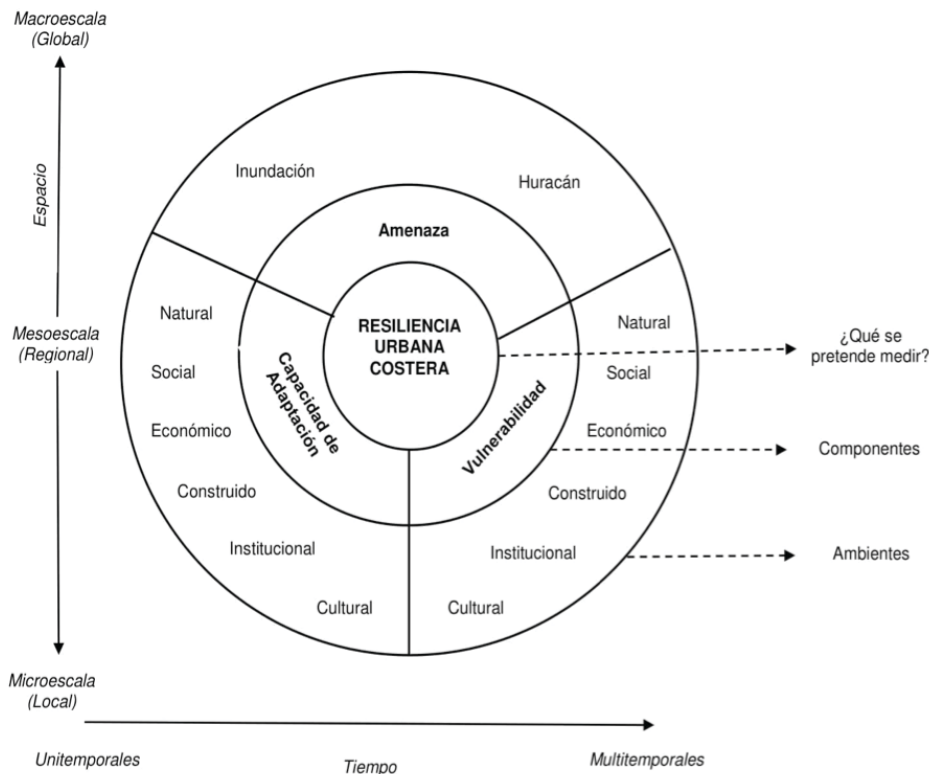 Macroescala
(Global)
Espacio
Mesoescala
(Regional)
Microescala
(Local)
Inundación
Huracán
Amenaza
RESILIENCIA
URBANA
COSTERA
Capacidad de
Adaptación
Vulnerabilidad
Natural
Social
Económico
Construido
Institucional
Cultural
Natural
Social
Económico
Construido
Institucional
Cultural
¿Qué se
pretende medir?
Componentes
Ambientes
Unitemporales
Tiempo
Multitemporales